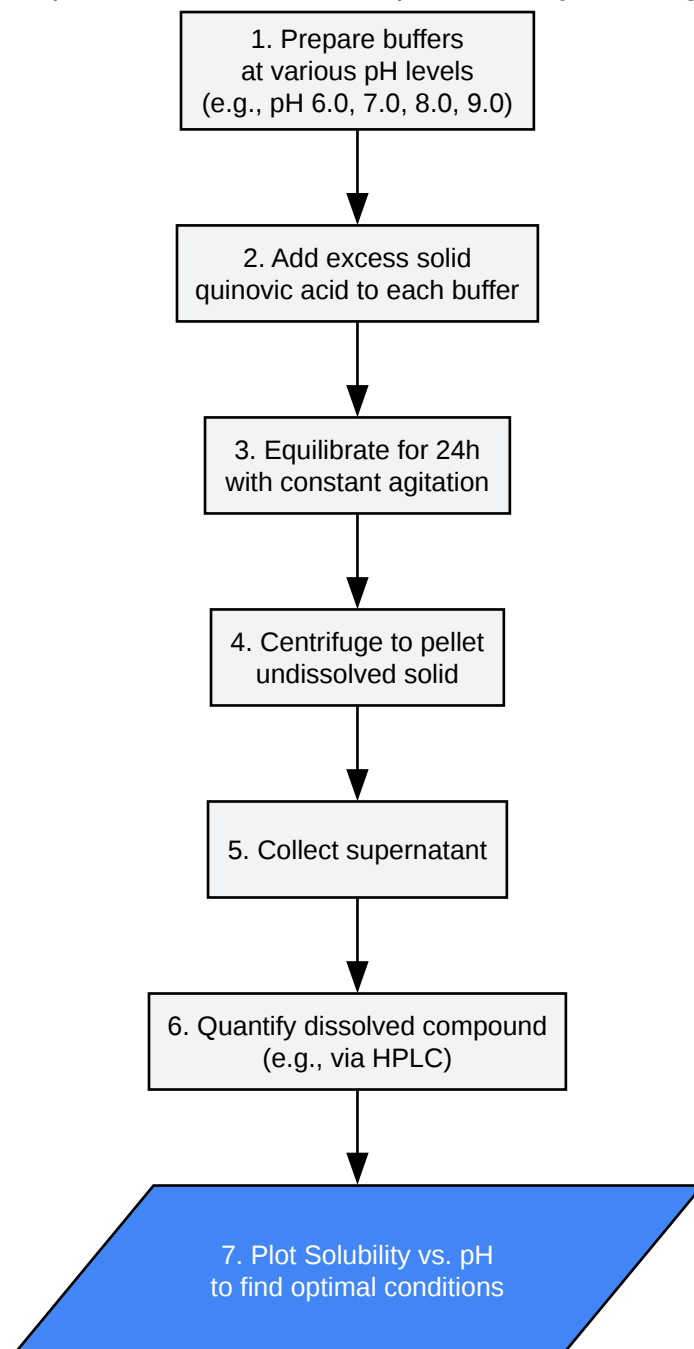 1. Prepare buffers
at various pH levels
(e.g., pH 6.0, 7.0, 8.0, 9.0)
2. Add excess solid
quinovic acid to each buffer
3. Equilibrate for 24h
with constant agitation
4. Centrifuge to pellet
undissolved solid
5. Collect supernatant
6. Quantify dissolved compound
(e.g., via HPLC)
7. Plot Solubility vs. pH
to find optimal conditions